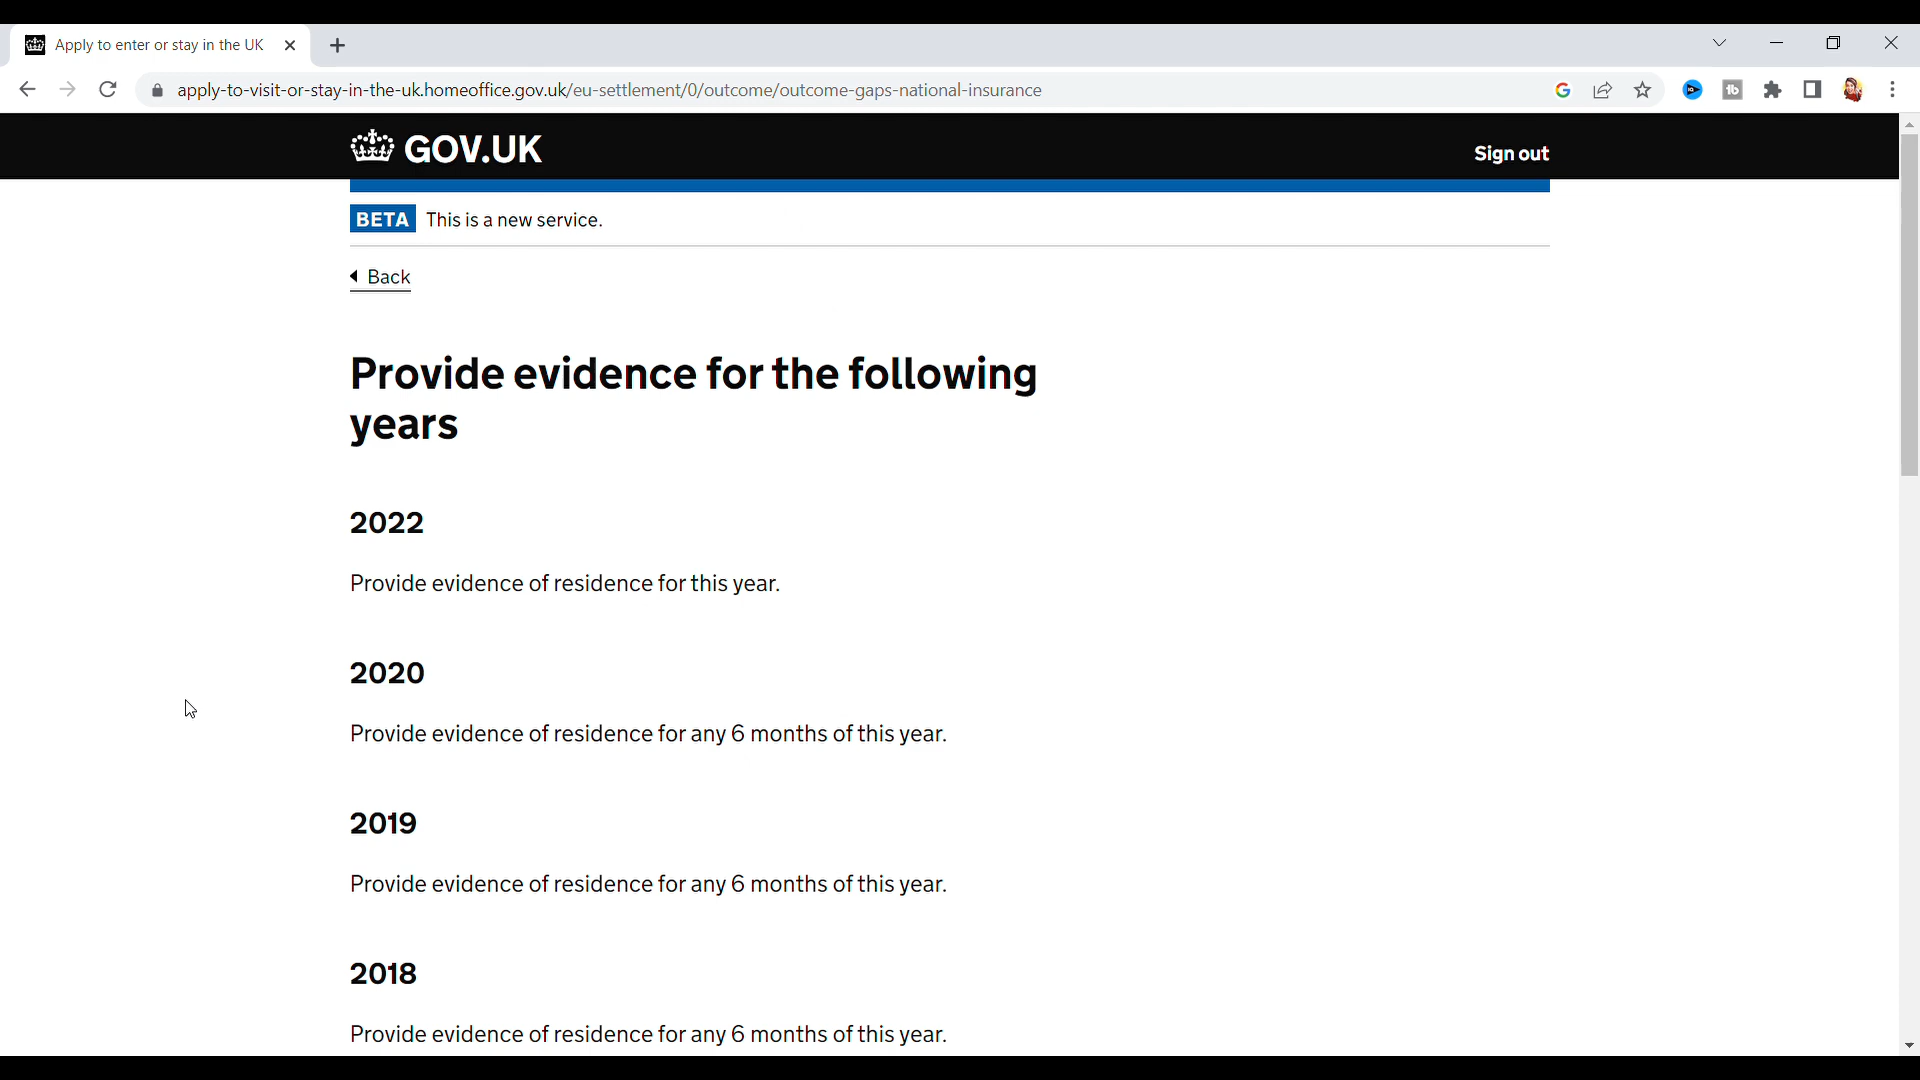 Apply to enter or stay in the UK
apply-to-visit-or-stay-in-the-uk.homeoffice.gov.uk/eu-settlement/0/outcome/outcome-gaps-national-insurance
GOV.UK
Sign out
BETA This is a new service.
Back
Provide evidence for the following
years
2022
Provide evidence of residence for this year.
2020
Provide evidence of residence for any 6 months of this year.
2019
Provide evidence of residence for any 6 months of this year.
2018
Provide evidence of residence for any 6 months of this year.